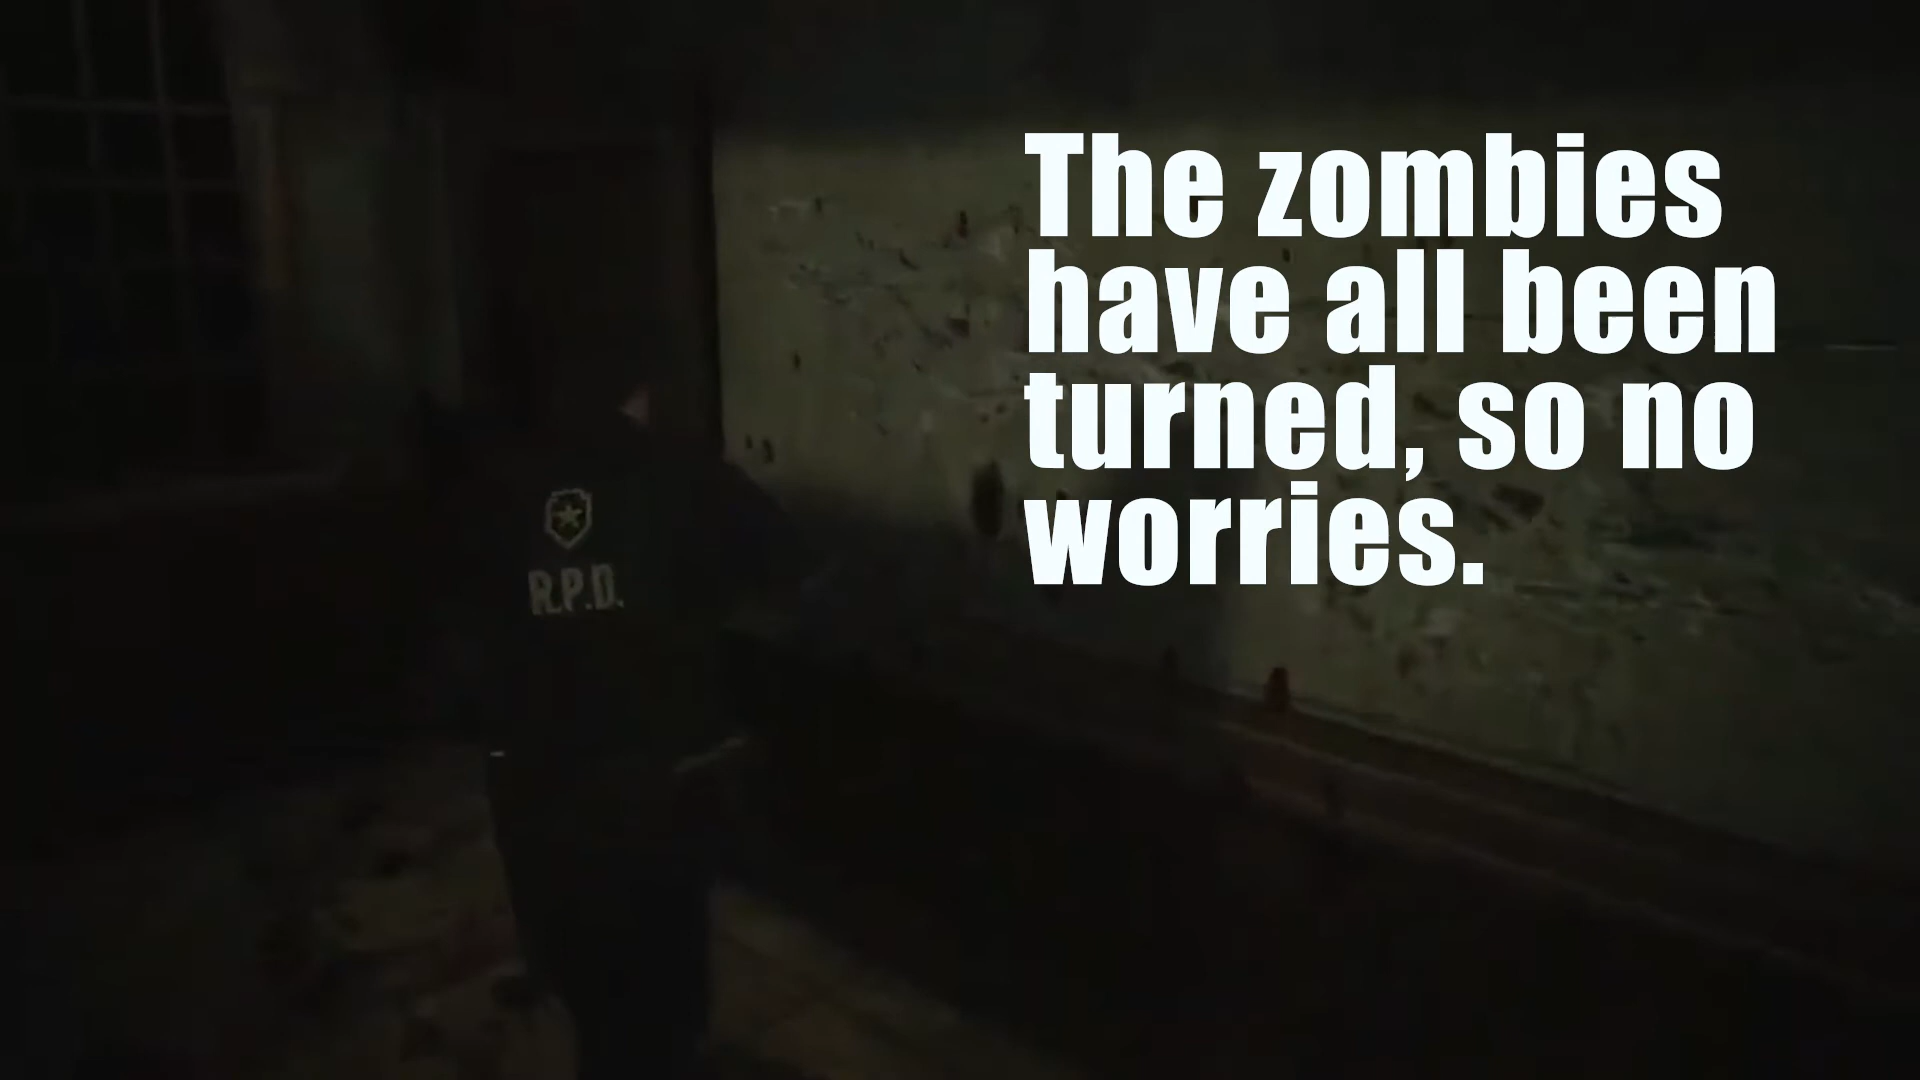 The zombies
have all been
turned, so no
worries.
R.P.D.